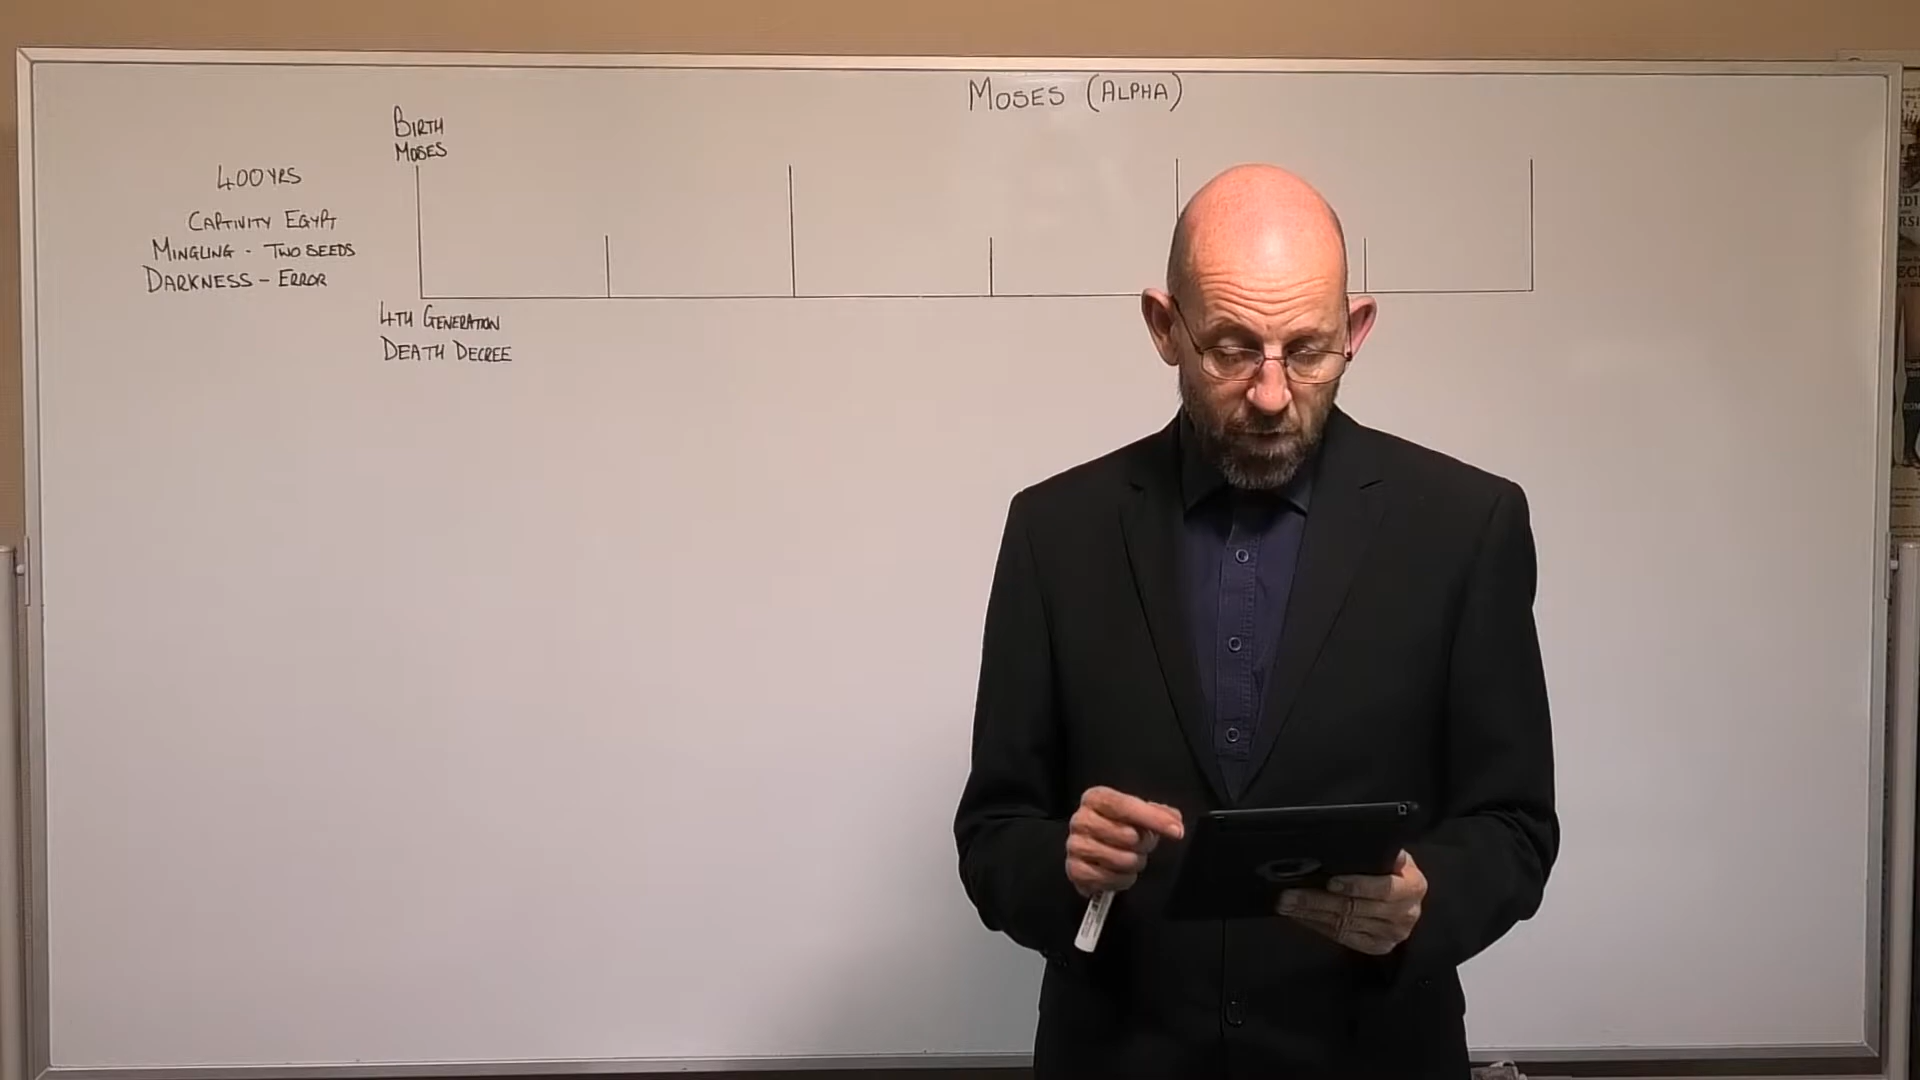 Moses (Alpha)
Birth
Moses
400 yrs
Captivity Egypt
Mingling - Two Seeds
Darkness - Error
4th Generation
Death Decree